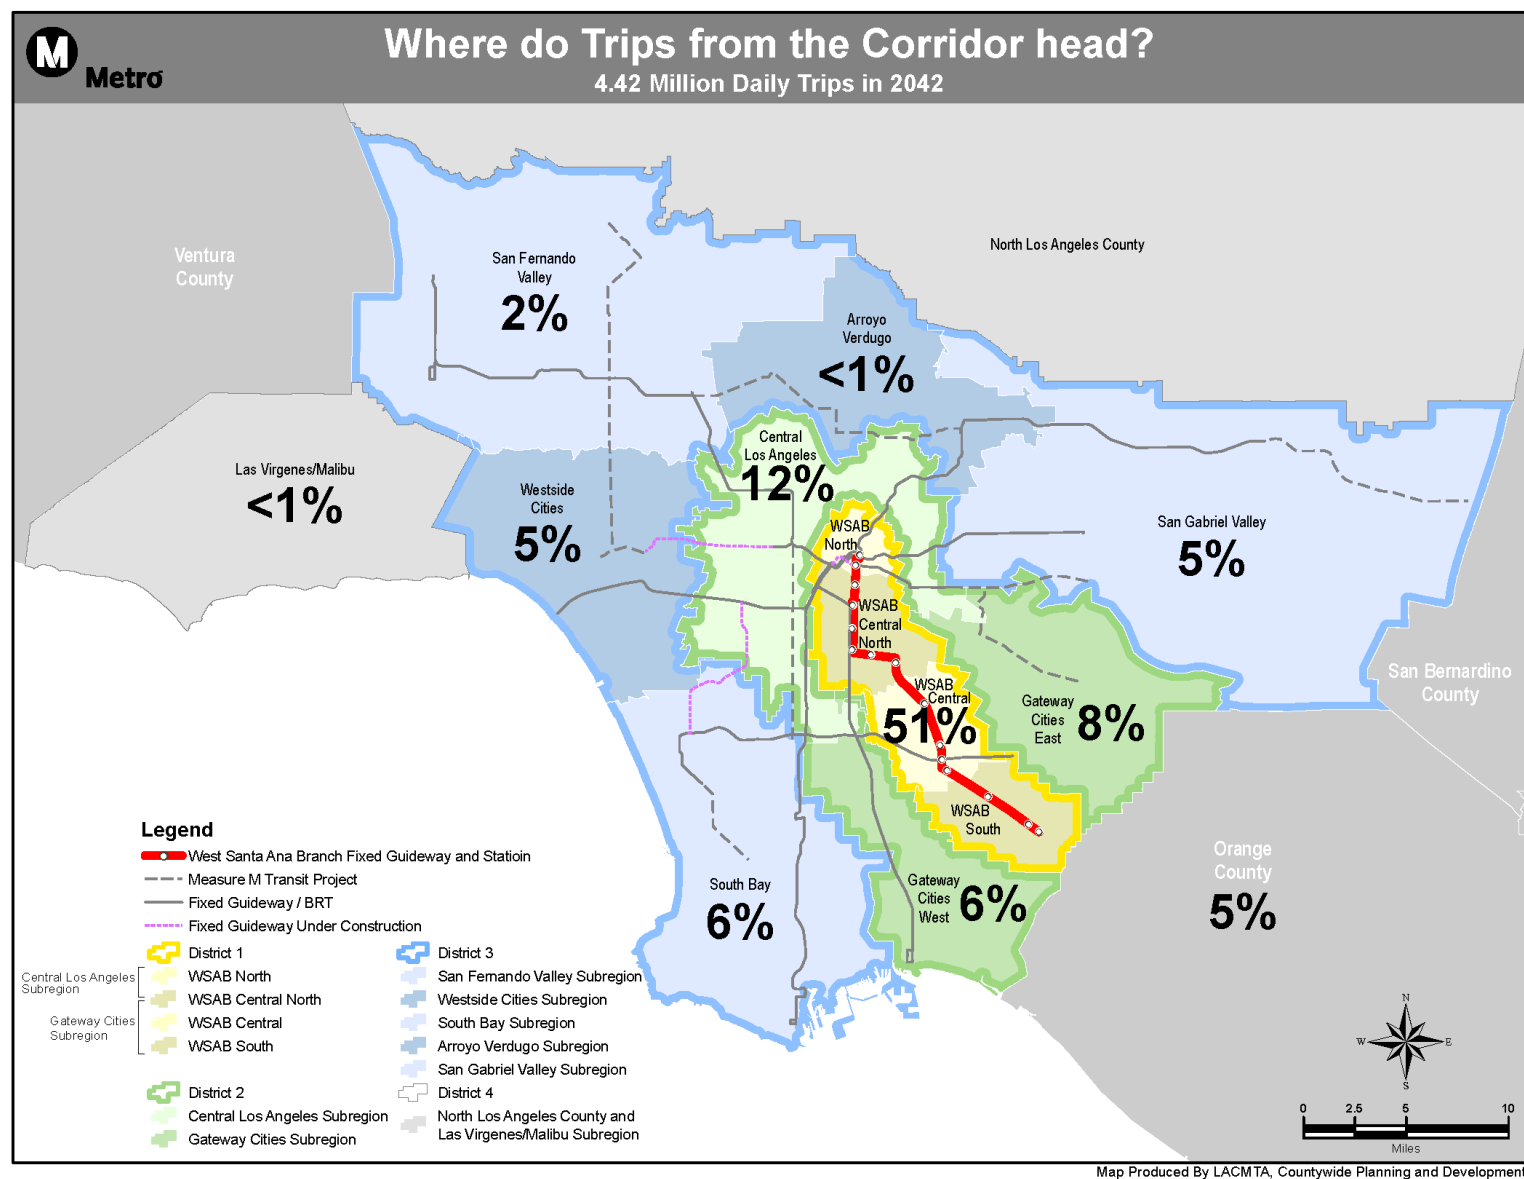 M
Metro
Where do Trips from the Corridor head?
4.42 Million Daily Trips in 2042
Ventura
County
North Los Angeles County
San Fernando
Valley
2%
Arroyo
Verdugo
<1%
Las Virgenes/Malibu
<1%
Westside
Cities
5%
Central
Los Angeles
12%
WSAB
North
San Gabriel Valley
5%
WSAB
Central
North
WSAB
Central
51%
Gateway
Cities
East
8%
San Bernardino
County
WSAB
South
South Bay
6%
Gateway
Cities
West
6%
Orange
County
5%
Legend
West Santa Ana Branch Fixed Guideway and Statioin
Measure M Transit Project
Fixed Guideway / BRT
Fixed Guideway Under Construction
District 1
Central Los Angeles
Subregion
WSAB North
WSAB Central North
Gateway Cities
Subregion
WSAB Central
WSAB South
District 2
Central Los Angeles Subregion
Gateway Cities Subregion
District 3
San Fernando Valley Subregion
Westside Cities Subregion
South Bay Subregion
Arroyo Verdugo Subregion
San Gabriel Valley Subregion
District 4
North Los Angeles County and
Las Virgenes/Malibu Subregion
N
W E
S
0 2.5 5 10
Miles
Map Produced By LACMTA, Countywide Planning and Development